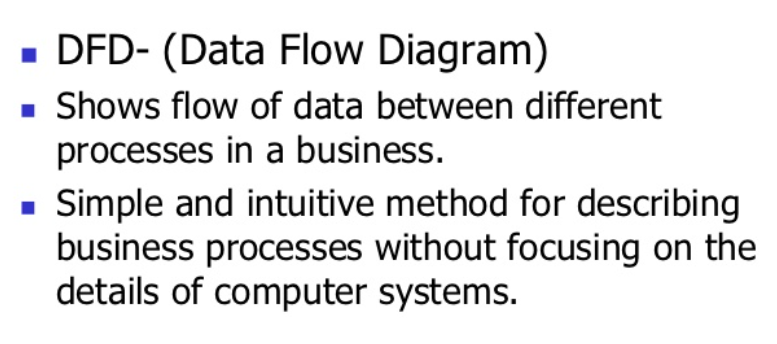 DFD- (Data Flow Diagram)
Shows flow of data between different
processes in a business.
Simple and intuitive method for describing
business processes without focusing on the
details of computer systems.